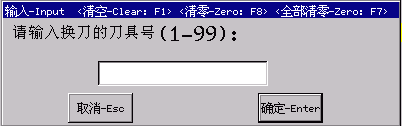 输入-Input <清空-Clear: F1> <清零-Zero: F8> <全部清零-Zero: F7>
请输入换刀的刀具号(1-99):
取消-Esc 确定-Enter